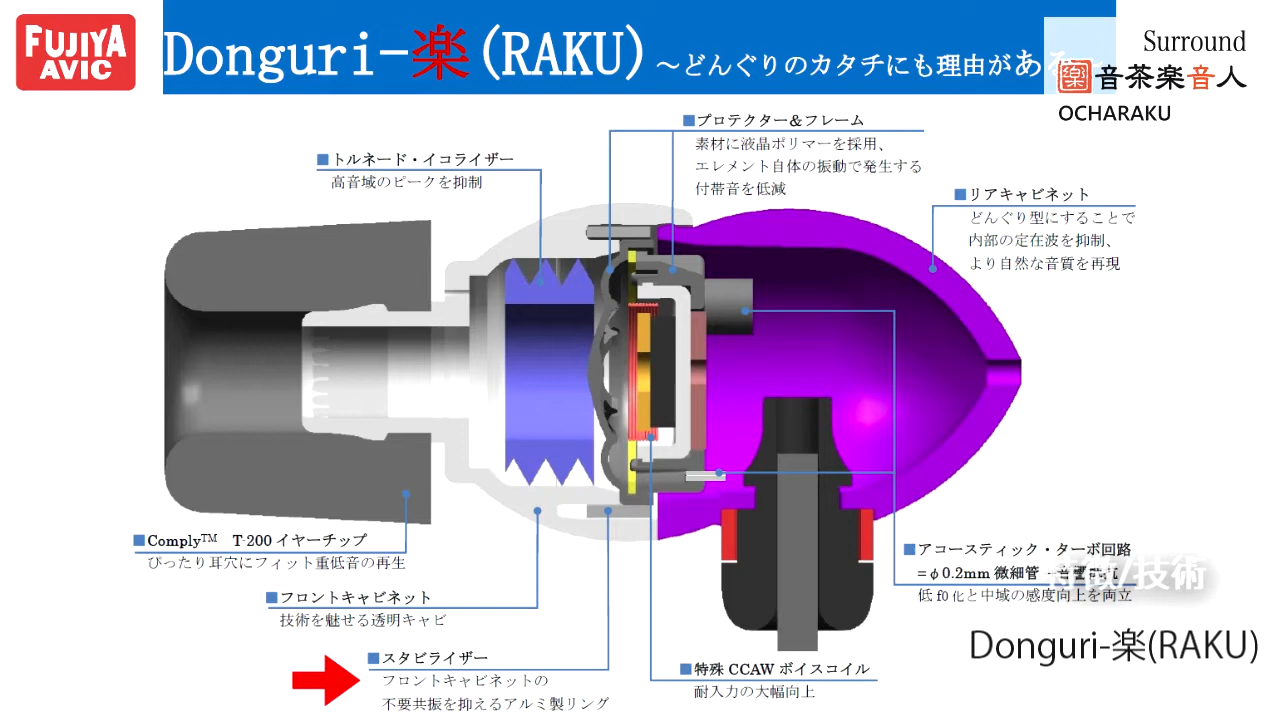 FUJIYA
AVIC
Donguri-楽(RAKU) ～どんぐりのカタチにも理由がある
Surround
音茶楽音人
OCHARAKU
■プロテクター＆フレーム
素材に液晶ポリマーを採用、
エレメント自体の振動で発生する
付帯音を低減
■トルネード・イコライザー
高音域のピークを抑制
■リアキャビネット
どんぐり型にすることで
内部の定在波を抑制、
より自然な音質を再現
■Comply™ T-200 イヤーチップ
ぴったり耳穴にフィット重低音の再生
■アコースティック・ターボ回路
=φ0.2mm 微細管
低 f0 化と中域の感度向上を両立
特徴/技術
■フロントキャビネット
技術を魅せる透明キャビ
Donguri-楽(RAKU)
■スタビライザー
フロントキャビネットの
不要共振を抑えるアルミ製リング
■特殊 CCAW ボイスコイル
耐入力の大幅向上